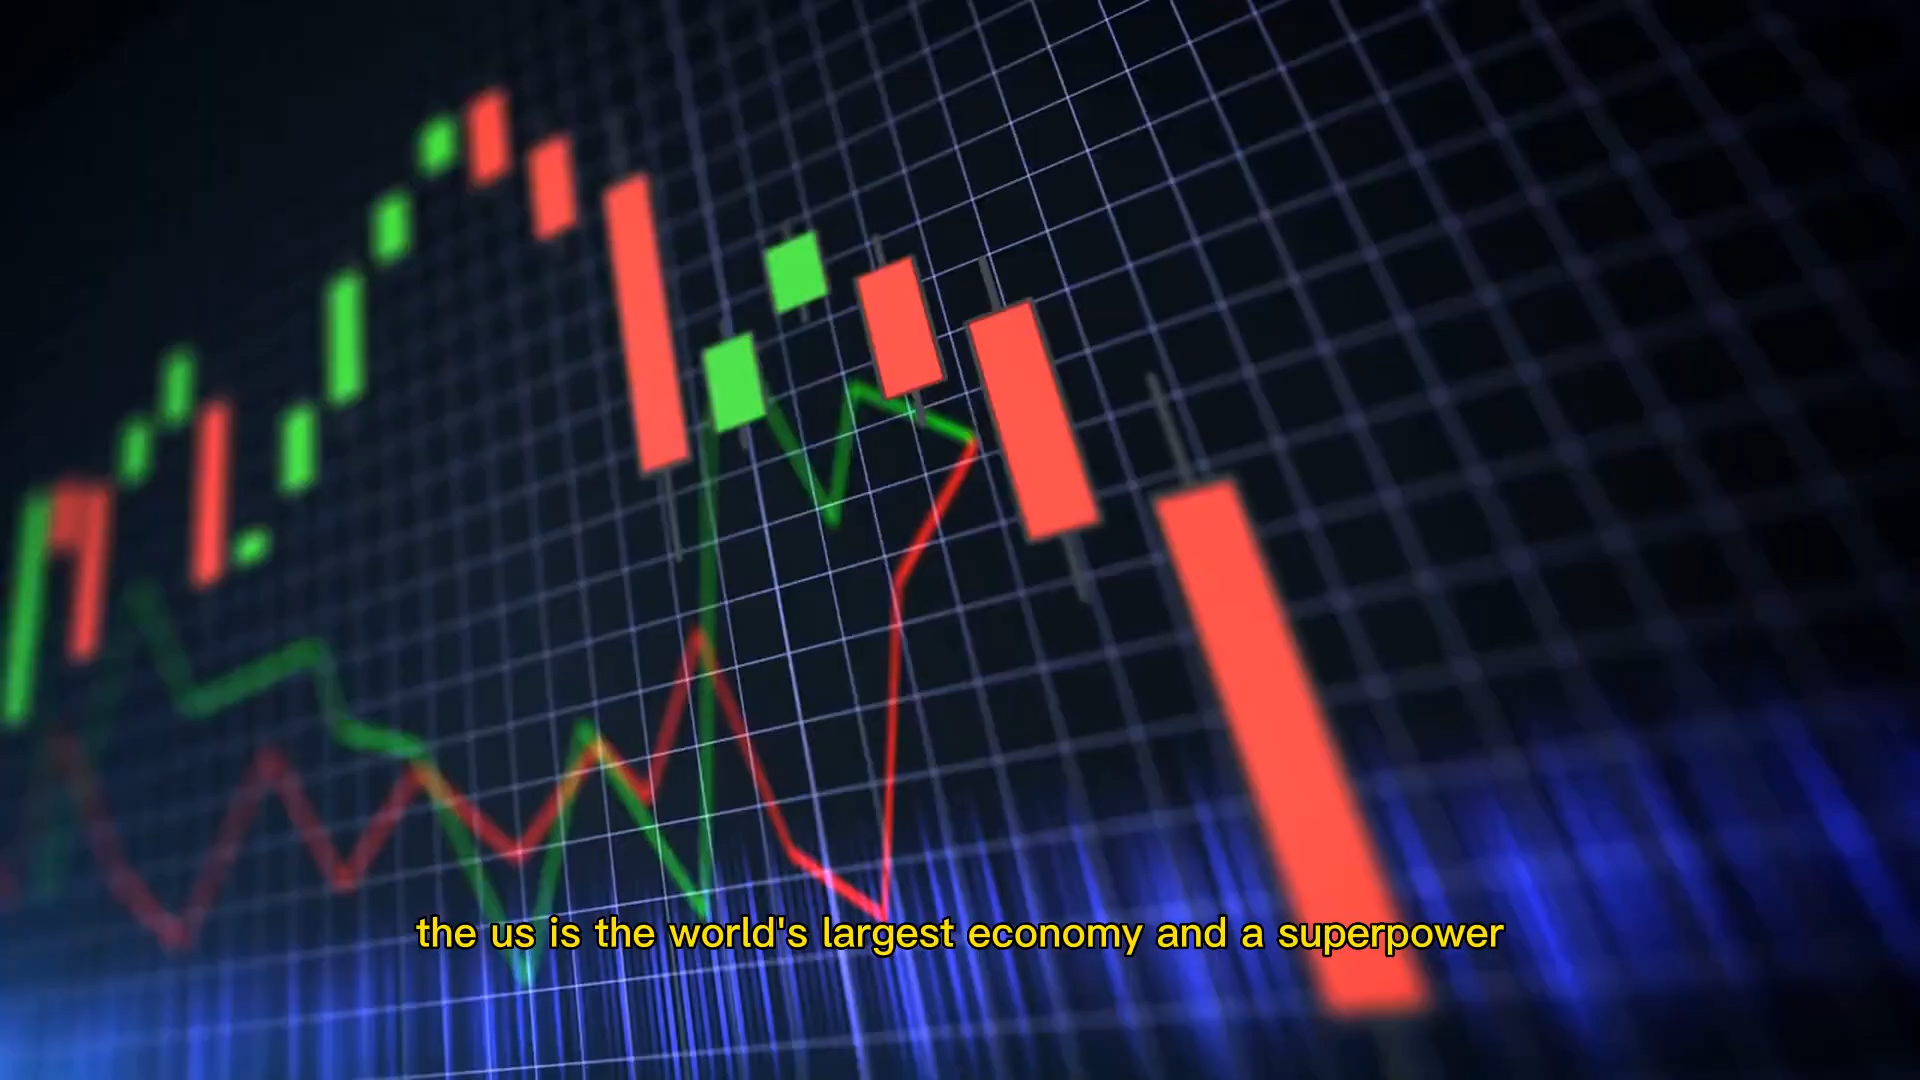 the us is the world's largest economy and a superpower